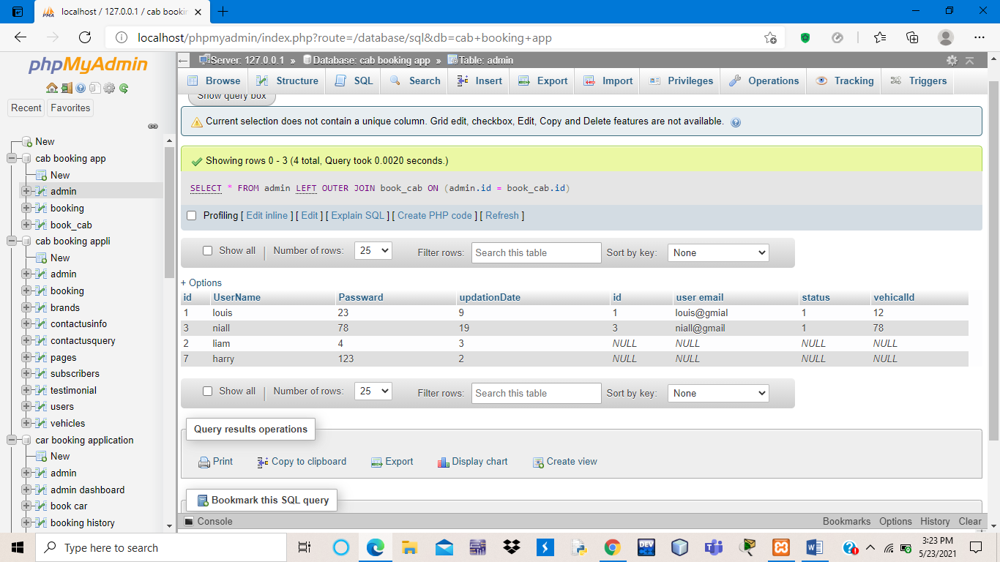 localhost / 127.0.0.1 / cab bookin
localhost/phpmyadmin/index.php?route=/database/sql&db=cab+booking+app
phpMyAdmin
Recent Favorites
New
cab booking app
New
admin
booking
book_cab
cab booking appli
New
admin
booking
brands
contactusinfo
contactusquery
pages
subscribers
testimonial
users
vehicles
car booking application
New
admin
admin dashboard
book car
booking history
Server: 127.0.0.1 » Database: cab booking app » Table: admin
Browse Structure SQL Search Insert Export Import Privileges Operations Tracking Triggers
Show query box
Current selection does not contain a unique column. Grid edit, checkbox, Edit, Copy and Delete features are not available.
Showing rows 0 - 3 (4 total, Query took 0.0020 seconds.)
SELECT * FROM admin LEFT OUTER JOIN book_cab ON (admin.id = book_cab.id)
Profiling [ Edit inline ] [ Edit ] [ Explain SQL ] [ Create PHP code ] [ Refresh ]
Show all Number of rows: 25 Filter rows: Search this table Sort by key: None
+ Options
id UserName Passward updationDate id user email status vehicalId
1 louis 23 9 1 louis@gmial 1 12
3 niall 78 19 3 niall@gmail 1 78
2 liam 4 3 NULL NULL NULL NULL
7 harry 123 2 NULL NULL NULL NULL
Show all Number of rows: 25 Filter rows: Search this table Sort by key: None
Query results operations
Print Copy to clipboard Export Display chart Create view
Bookmark this SQL query
Console Bookmarks Options History Clear
Type here to search
3:23 PM
5/23/2021